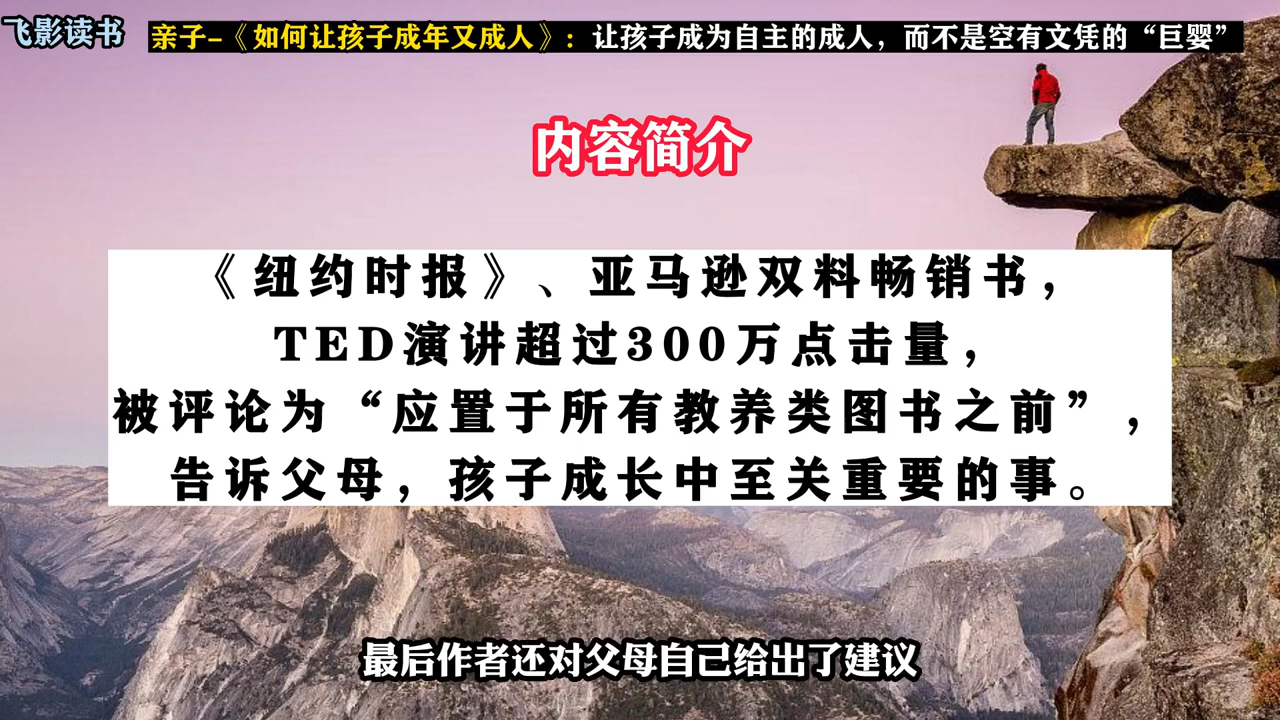 飞影读书
亲子-《如何让孩子成年又成人》：让孩子成为自主的成人，而不是空有文凭的“巨婴”
内容简介
《纽约时报》、亚马逊双料畅销书，
TED演讲超过300万点击量，
被评论为“应置于所有教养类图书之前”，
告诉父母，孩子成长中至关重要的事。
最后作者还对父母自己给出了建议